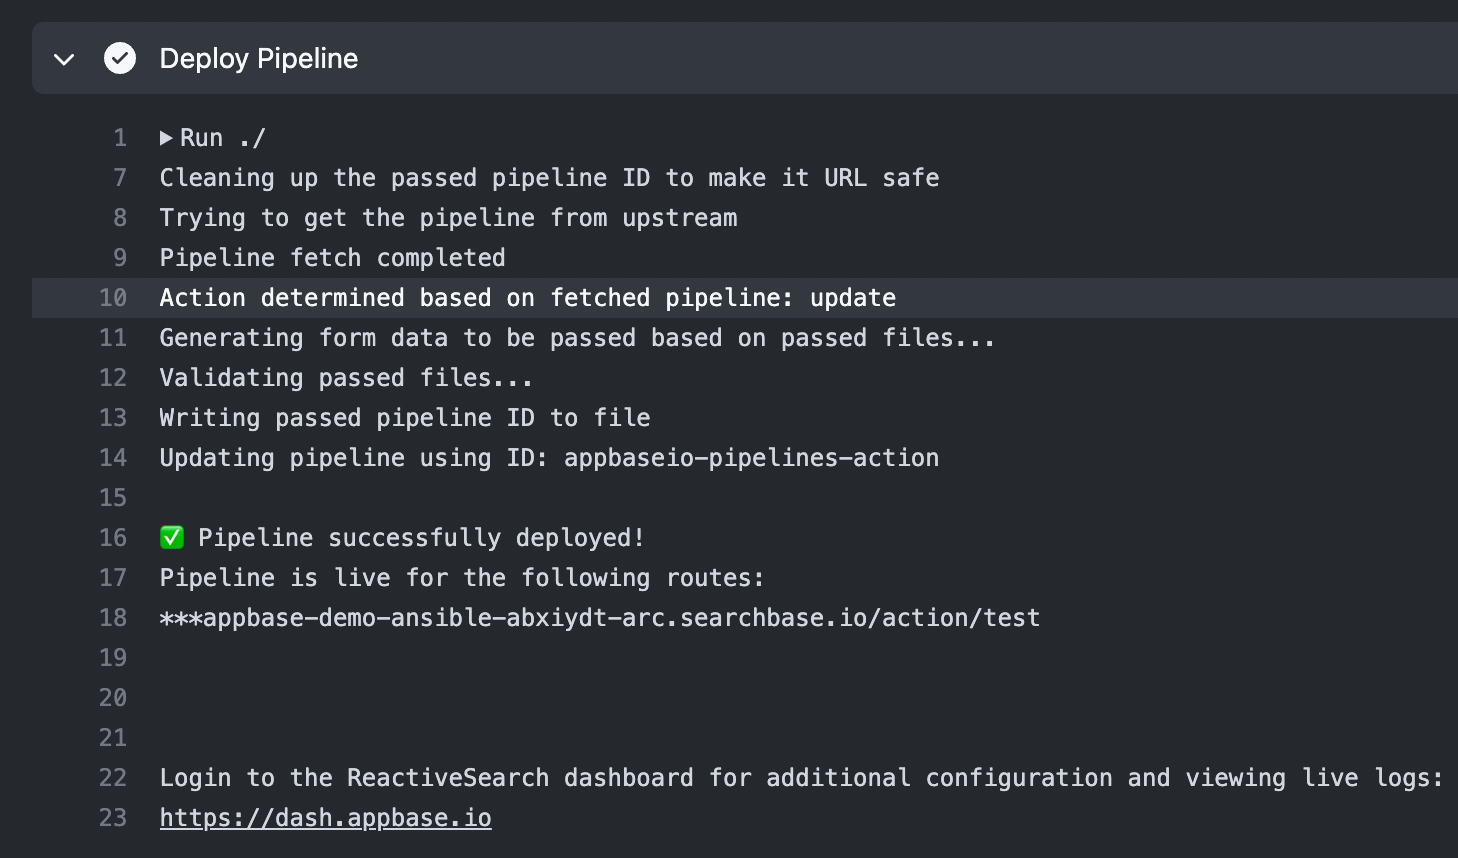 Deploy Pipeline
1 Run ./
7 Cleaning up the passed pipeline ID to make it URL safe
8 Trying to get the pipeline from upstream
9 Pipeline fetch completed
10 Action determined based on fetched pipeline: update
11 Generating form data to be passed based on passed files...
12 Validating passed files...
13 Writing passed pipeline ID to file
14 Updating pipeline using ID: appbaseio-pipelines-action
15
16 ✅ Pipeline successfully deployed!
17 Pipeline is live for the following routes:
18 ***appbase-demo-ansible-abxiydt-arc.searchbase.io/action/test
19
20
21
22 Login to the ReactiveSearch dashboard for additional configuration and viewing live logs:
23 https://dash.appbase.io